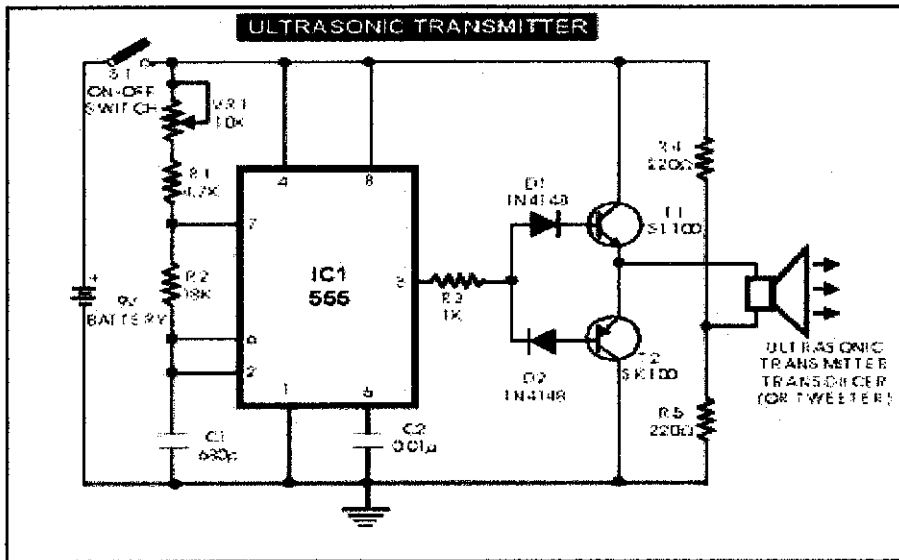 ULTRASONIC TRANSMITTER
S1
ON-OFF
SWITCH
VR1
10K
R1
4.7K
4
8
7
R2
18K
IC1
555
3
R3
1K
D1
1N4148
T1
SL100
R4
220Ω
9V
BATTERY
6
2
1
D2
1N4148
T2
SK100
ULTRASONIC
TRANSMITTER
TRANSDUCER
(OR TWEETER)
R5
220Ω
C1
680p
C2
0.01µ